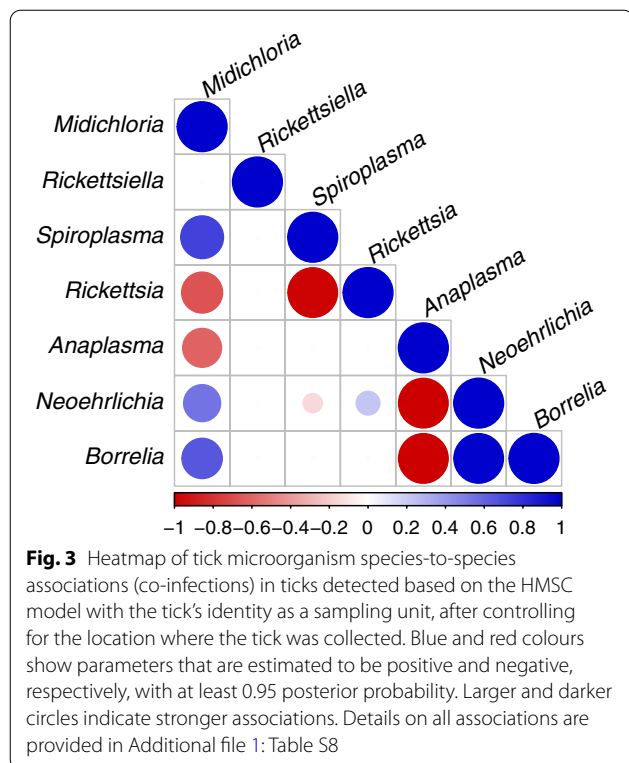 Midichloria
Rickettsiella
Spiroplasma
Rickettsia
Anaplasma
Neoehrlichia
Borrelia
Midichloria
Rickettsiella
Spiroplasma
Rickettsia
Anaplasma
Neoehrlichia
Borrelia
−1 −0.8 −0.6 −0.4 −0.2 0 0.2 0.4 0.6 0.8 1
Fig. 3 Heatmap of tick microorganism species-to-species
associations (co-infections) in ticks detected based on the HMSC
model with the tick's identity as a sampling unit, after controlling
for the location where the tick was collected. Blue and red colours
show parameters that are estimated to be positive and negative,
respectively, with at least 0.95 posterior probability. Larger and darker
circles indicate stronger associations. Details on all associations are
provided in Additional file 1: Table S8